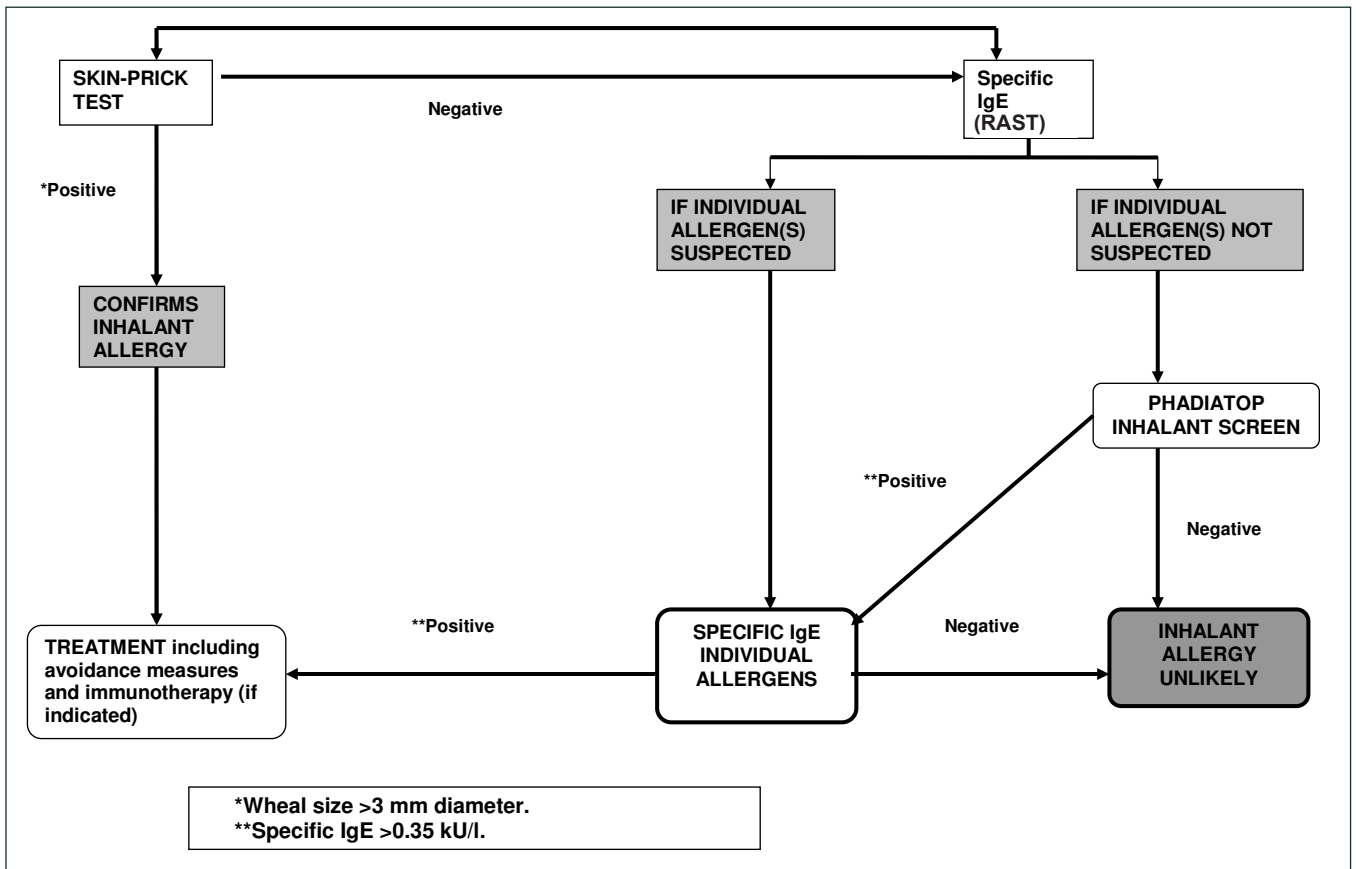 SKIN-PRICK
TEST
Negative
Specific
IgE
(RAST)
*Positive
IF INDIVIDUAL
ALLERGEN(S)
SUSPECTED
IF INDIVIDUAL
ALLERGEN(S) NOT
SUSPECTED
CONFIRMS
INHALANT
ALLERGY
PHADIATOP
INHALANT SCREEN
**Positive
Negative
TREATMENT including
avoidance measures
and immunotherapy (if
indicated)
**Positive
SPECIFIC IgE
INDIVIDUAL
ALLERGENS
Negative
INHALANT
ALLERGY
UNLIKELY
*Wheal size >3 mm diameter.
**Specific IgE >0.35 kU/l.